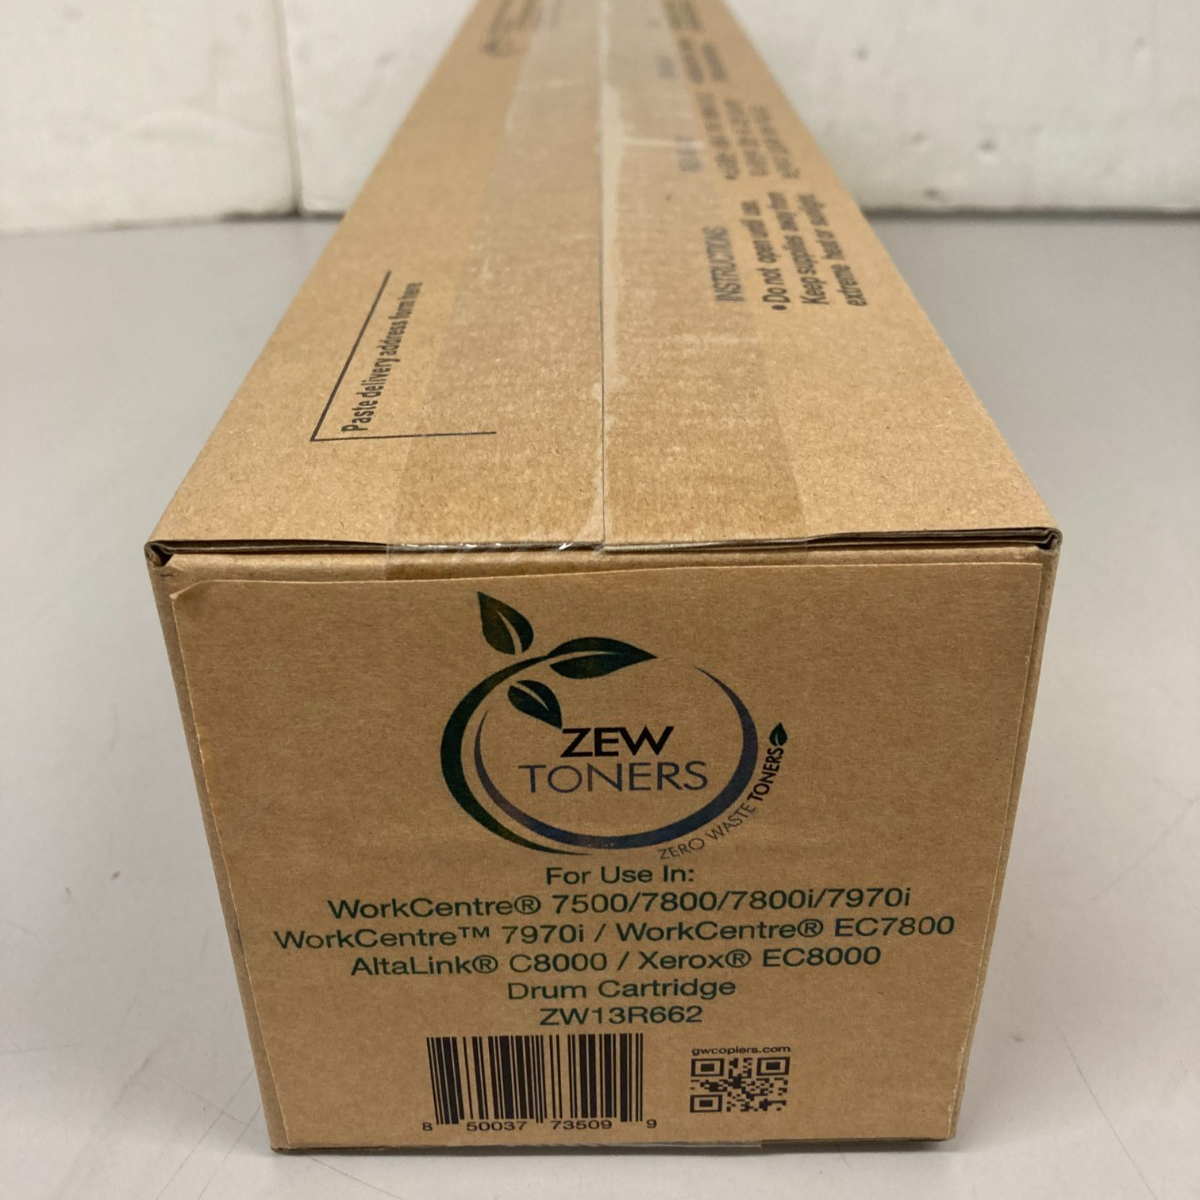 Paste delivery address form here
INSTRUCTIONS
•Do not open until use.
Keep supplies away from
extreme heat or sunlight.
ZEW
TONERS
ZERO WASTE TONERS
For Use In:
WorkCentre® 7500/7800/7800i/7970i
WorkCentre™ 7970i / WorkCentre® EC7800
AltaLink® C8000 / Xerox® EC8000
Drum Cartridge
ZW13R662
gwcopiers.com
8 50037 73509 9